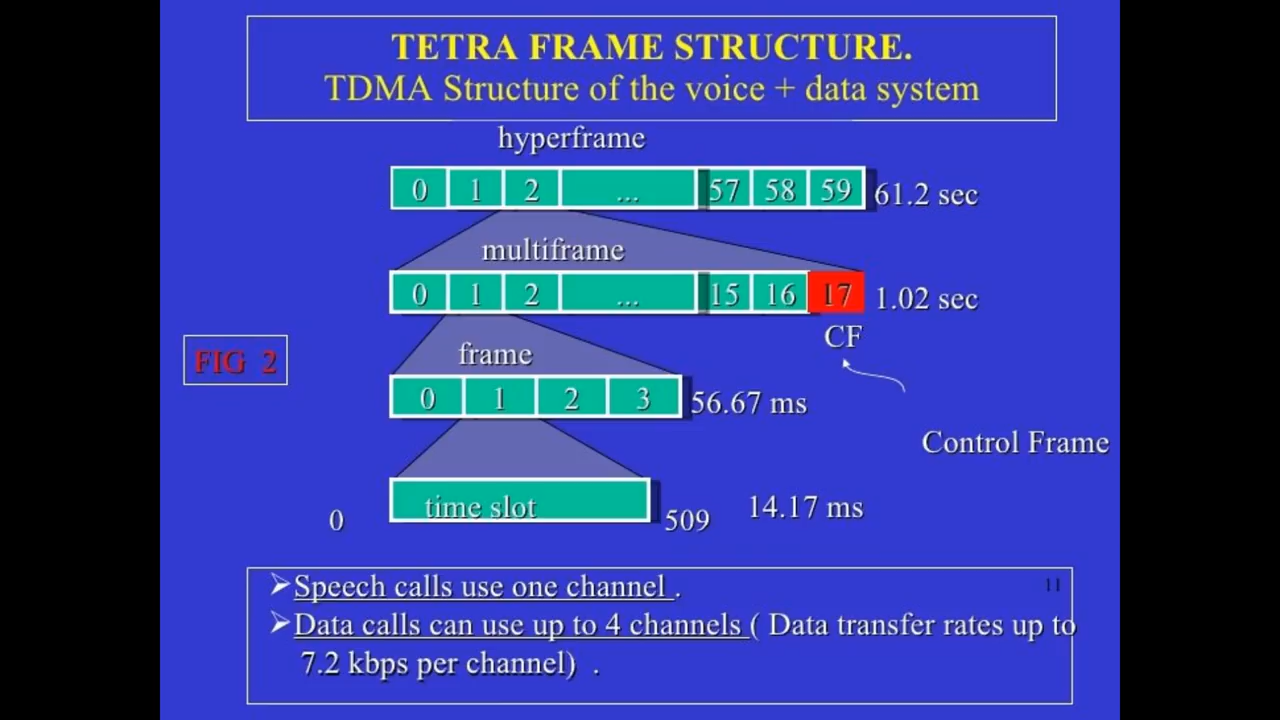 TETRA FRAME STRUCTURE.
TDMA Structure of the voice + data system
hyperframe
0 1 2 ... 57 58 59 61.2 sec
multiframe
0 1 2 ... 15 16 17 1.02 sec
CF
FIG 2
frame
0 1 2 3 56.67 ms
Control Frame
0 time slot 509 14.17 ms
➢Speech calls use one channel . 11
➢Data calls can use up to 4 channels ( Data transfer rates up to
7.2 kbps per channel) .